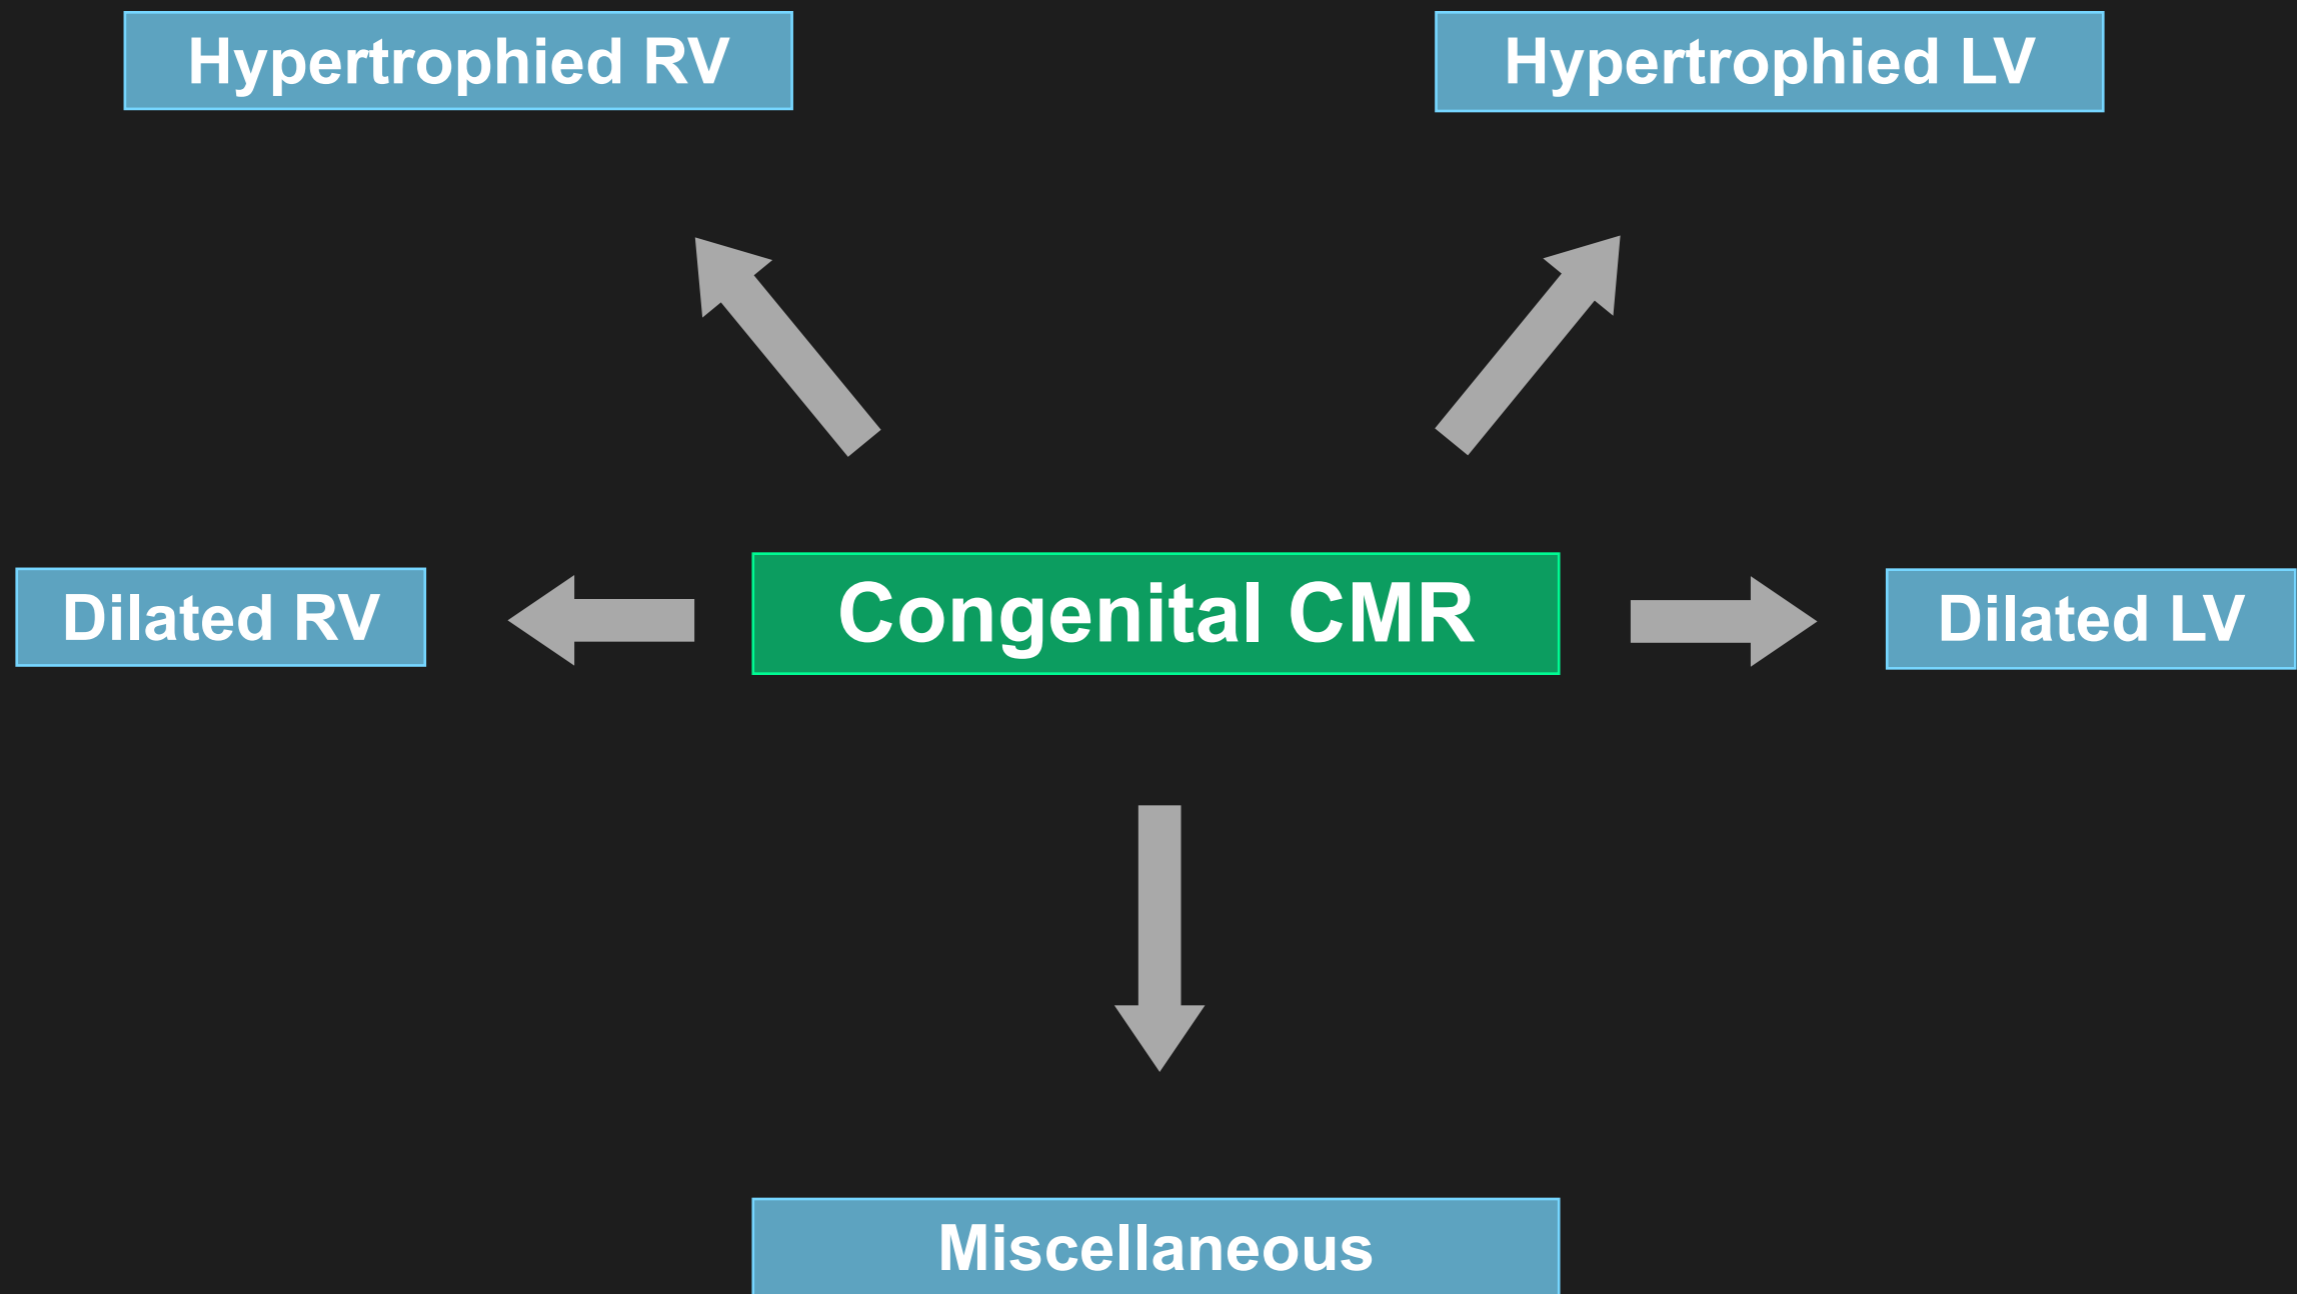 Hypertrophied RV
Hypertrophied LV
Dilated RV
Congenital CMR
Dilated LV
Miscellaneous